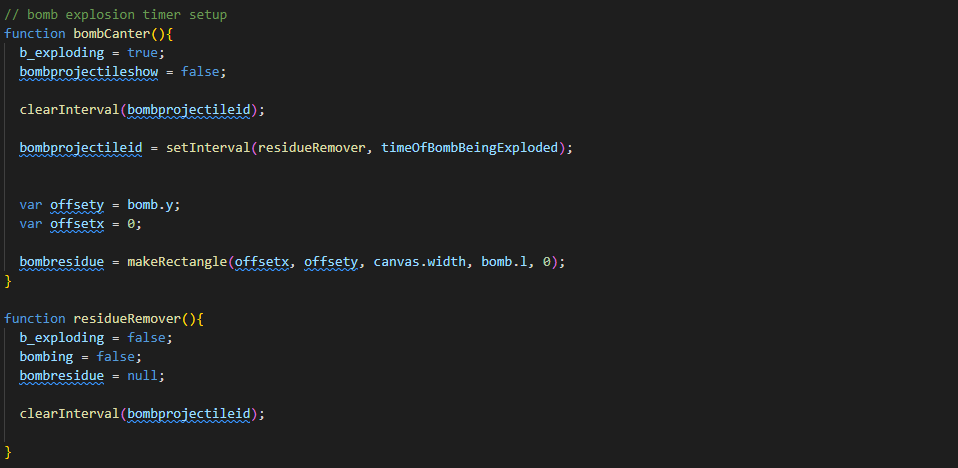 // bomb explosion timer setup
function bombCanter(){
b_exploding = true;
bombprojectileshow = false;
clearInterval(bombprojectileid);
bombprojectileid = setInterval(residueRemover, timeOfBombBeingExploded);
var offsety = bomb.y;
var offsetx = 0;
bombresidue = makeRectangle(offsetx, offsety, canvas.width, bomb.l, 0);
}
function residueRemover(){
b_exploding = false;
bombing = false;
bombresidue = null;
clearInterval(bombprojectileid);
}